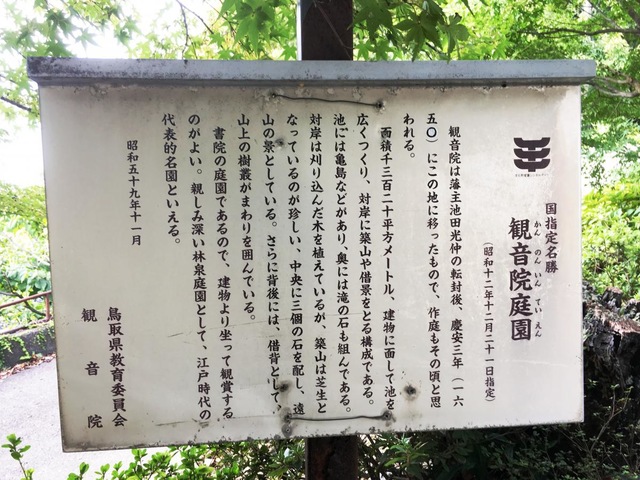 国指定名勝
観音院庭園
かんのんいんていえん
(昭和十二年十二月二十一日指定)
観音院は藩主池田光仲の転封後、慶安三年(一六
五〇)にこの地に移ったもので、作庭もその頃と思
われる。
面積千三百二十平方メートル、建物に面して池を
広くつくり、対岸に築山や借景をとる構成である。
池には亀島などがあり、奥には滝の石も組んである。
対岸は刈り込んだ木を植えているが、築山は芝生と
なっているのが珍しい、中央に三個の石を配し、遠
山の景としている。さらに背後には、借背として、
山上の樹叢がまわりを囲んでいる。
書院の庭園であるので、建物より坐って観賞する
のがよい。親しみ深い林泉庭園として、江戸時代の
代表的名園といえる。
昭和五十九年十一月
鳥取県教育委員会
観音院